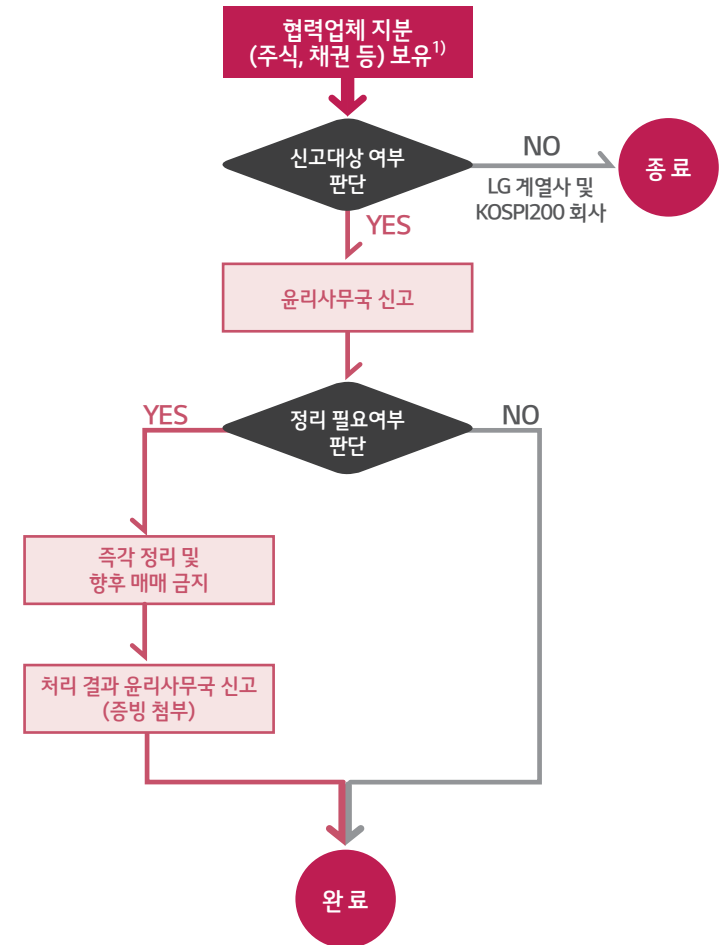 협력업체 지분
(주식, 채권 등) 보유1)
신고대상 여부
판단
NO
LG 계열사 및
KOSPI200 회사
종 료
YES
윤리사무국 신고
정리 필요여부
판단
YES
NO
즉각 정리 및
향후 매매 금지
처리 결과 윤리사무국 신고
(증빙 첨부)
완 료